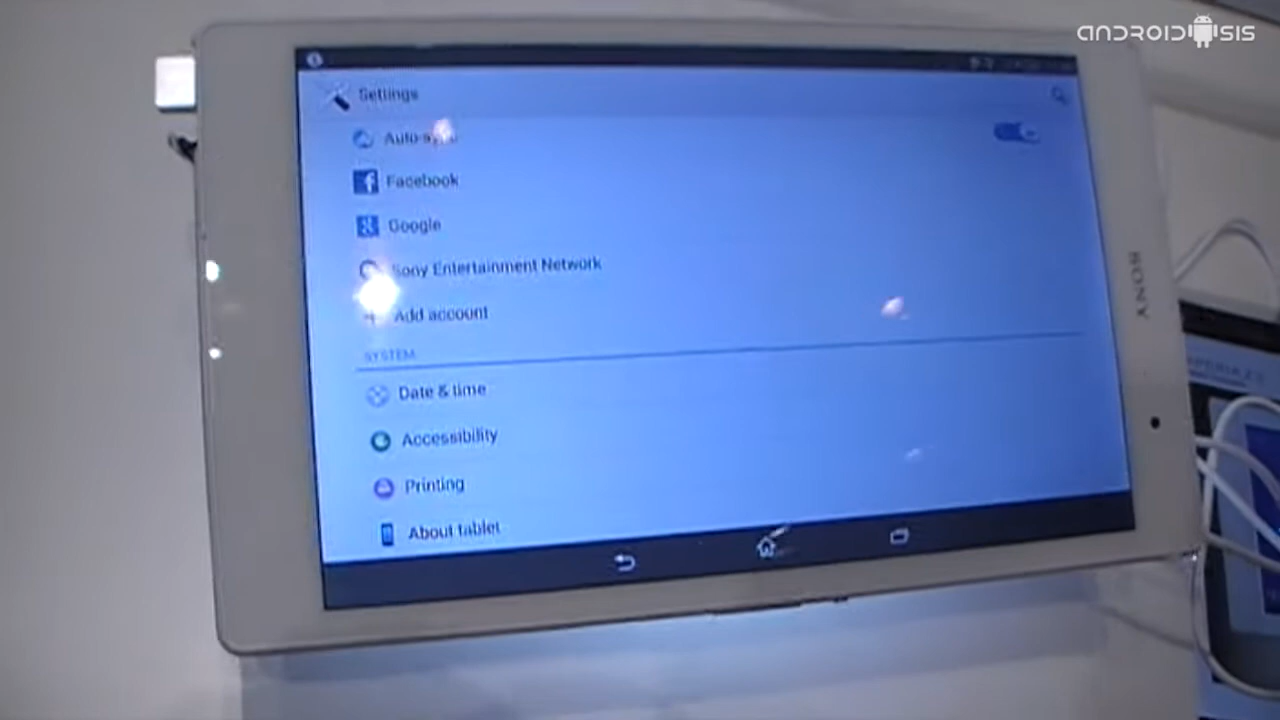 ANDROIDSIS
Settings
Auto-sync
Facebook
Google
Sony Entertainment Network
Add account
SYSTEM
Date & time
Accessibility
Printing
About tablet
SONY